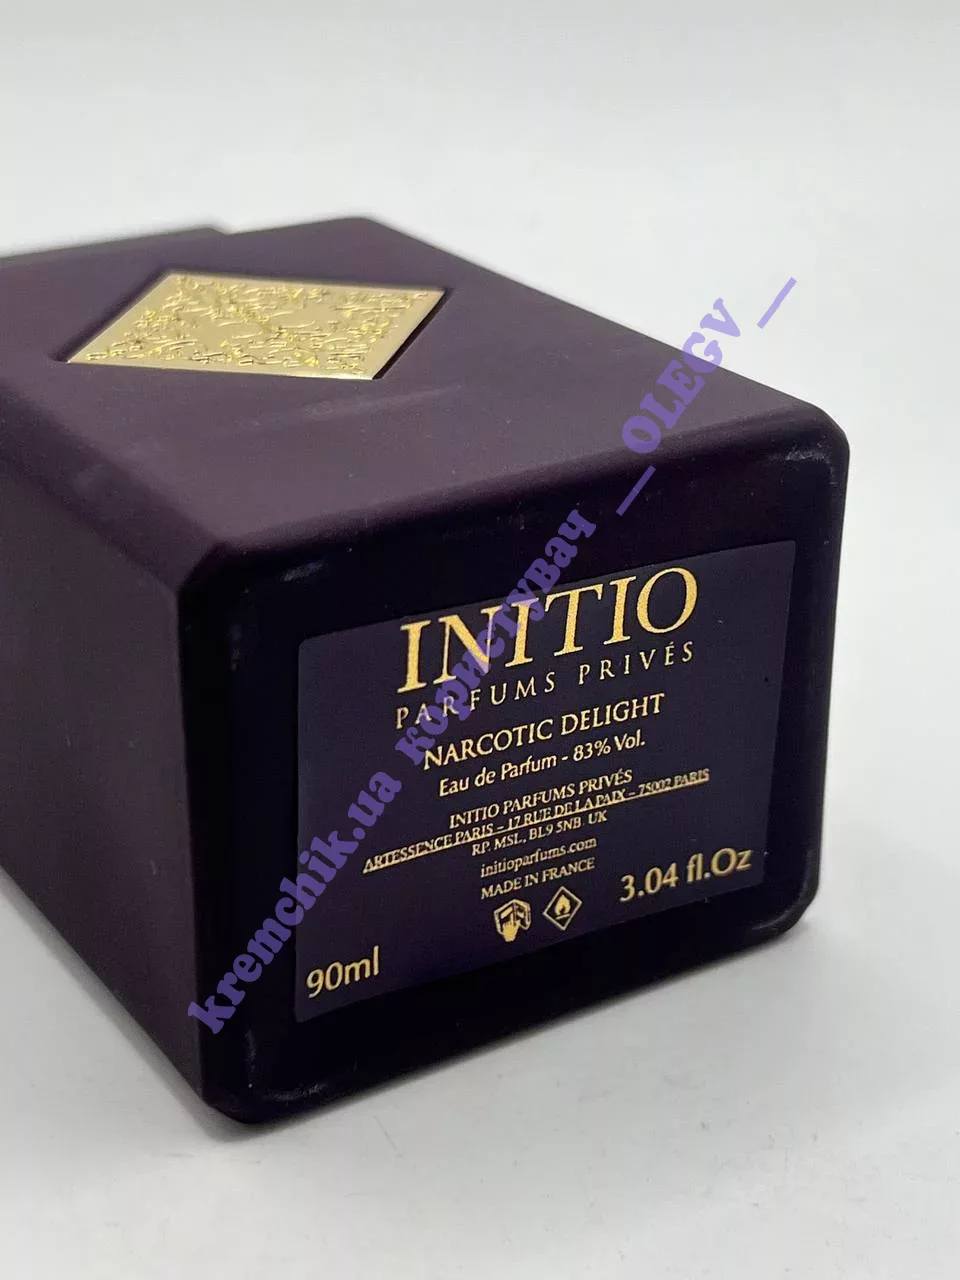 INITIO
PARFUMS PRIVÉS
NARCOTIC DELIGHT
Eau de Parfum - 83% Vol.
INITIO PARFUMS PRIVÉS
ARTESSENCE PARIS – 17 RUE DE LA PAIX – 75002 PARIS
RP. MSL, BL9 5NB. UK
initioparfums.com
MADE IN FRANCE
3.04 fl.Oz
90ml
kremchik.ua користувач __ OLEGV __